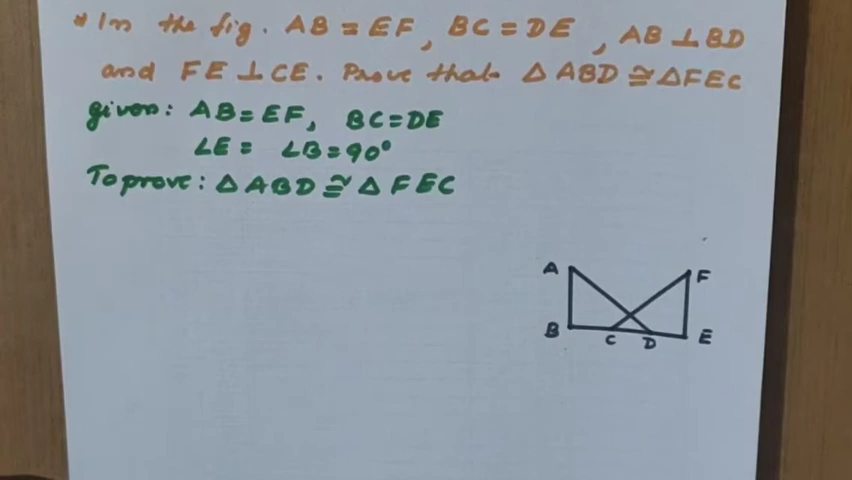 * In the fig. AB = EF, BC = DE, AB ⊥ BD
and FE ⊥ CE. Prove that △ ABD ≅ △FEC
given: AB = EF, BC = DE
∠E = ∠B = 90°
To prove: △ ABD ≅ △ FEC
A F
B C D E